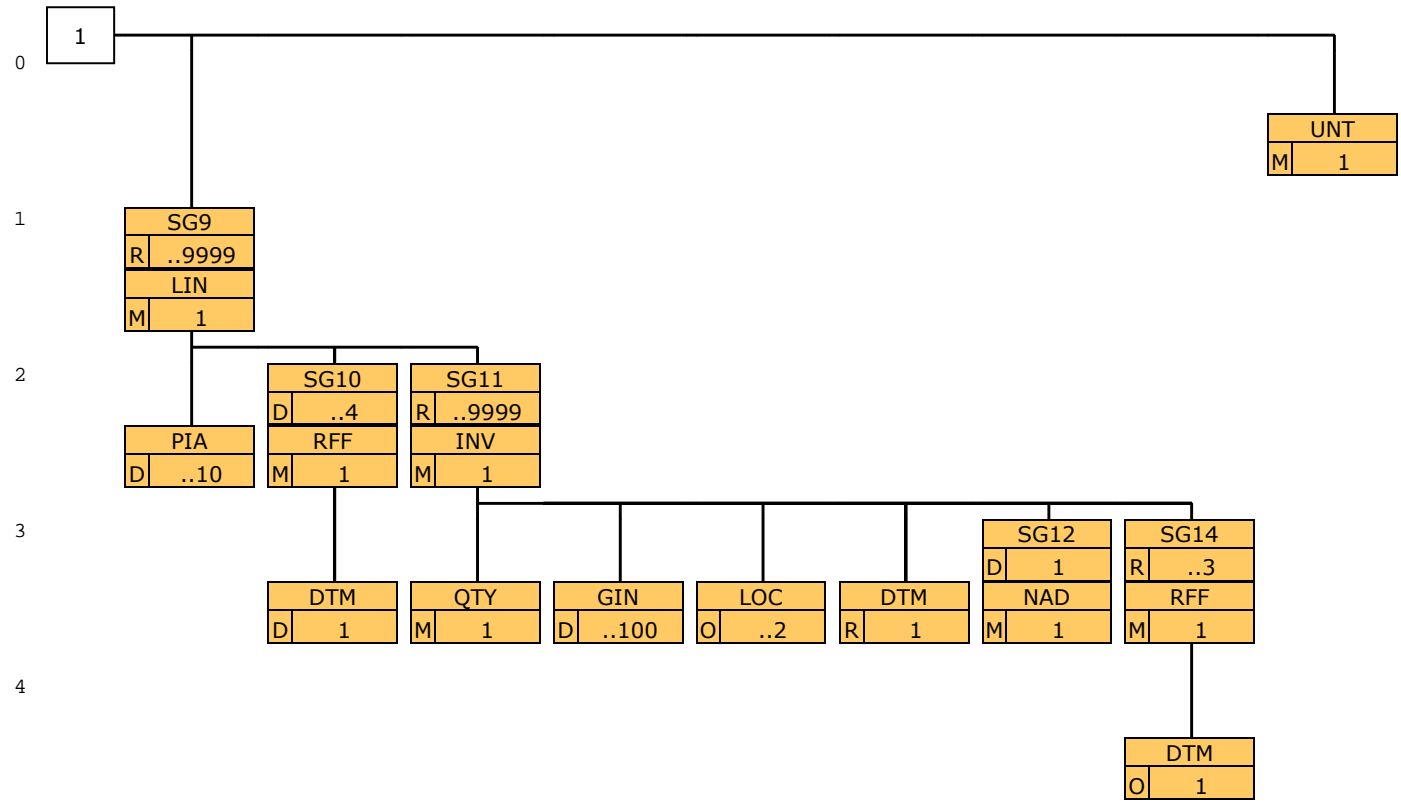 1
0
UNT
M 1
1
SG9
R ..9999
LIN
M 1
2
SG10 SG11
D ..4 R ..9999
PIA RFF INV
D ..10 M 1 M 1
3
SG12 SG14
D 1 R ..3
DTM QTY GIN LOC DTM NAD RFF
D 1 M 1 D ..100 O ..2 R 1 M 1 M 1
4
DTM
O 1